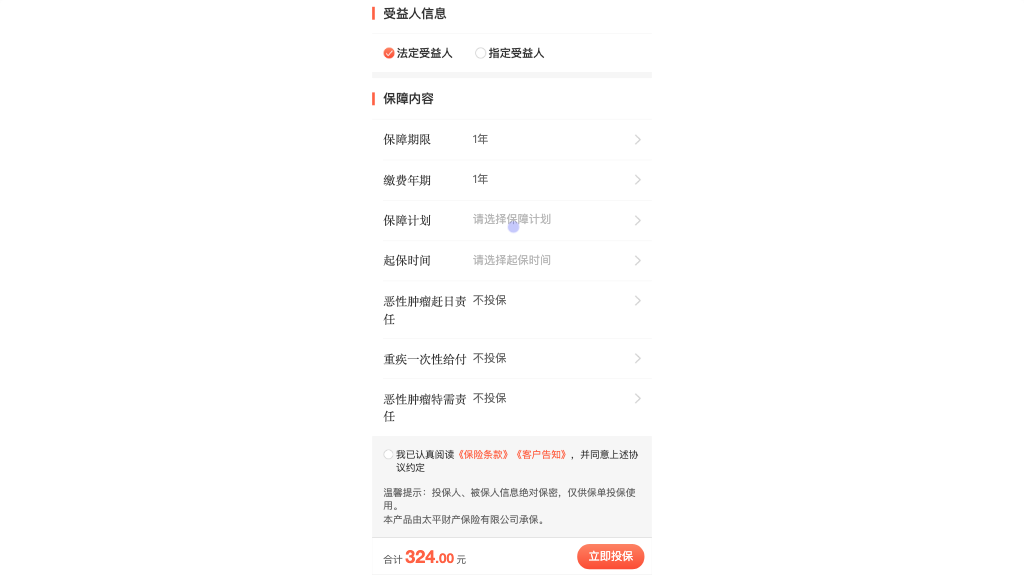 受益人信息
法定受益人 指定受益人
保障内容
保障期限 1年
缴费年期 1年
保障计划 请选择保障计划
起保时间 请选择起保时间
恶性肿瘤赶日责 不投保
任
重疾一次性给付 不投保
恶性肿瘤特需责 不投保
任
我已认真阅读《保险条款》《客户告知》，并同意上述协
议约定
温馨提示：投保人、被保人信息绝对保密，仅供保单投保使
用。
本产品由太平财产保险有限公司承保。
合计 324.00 元 立即投保